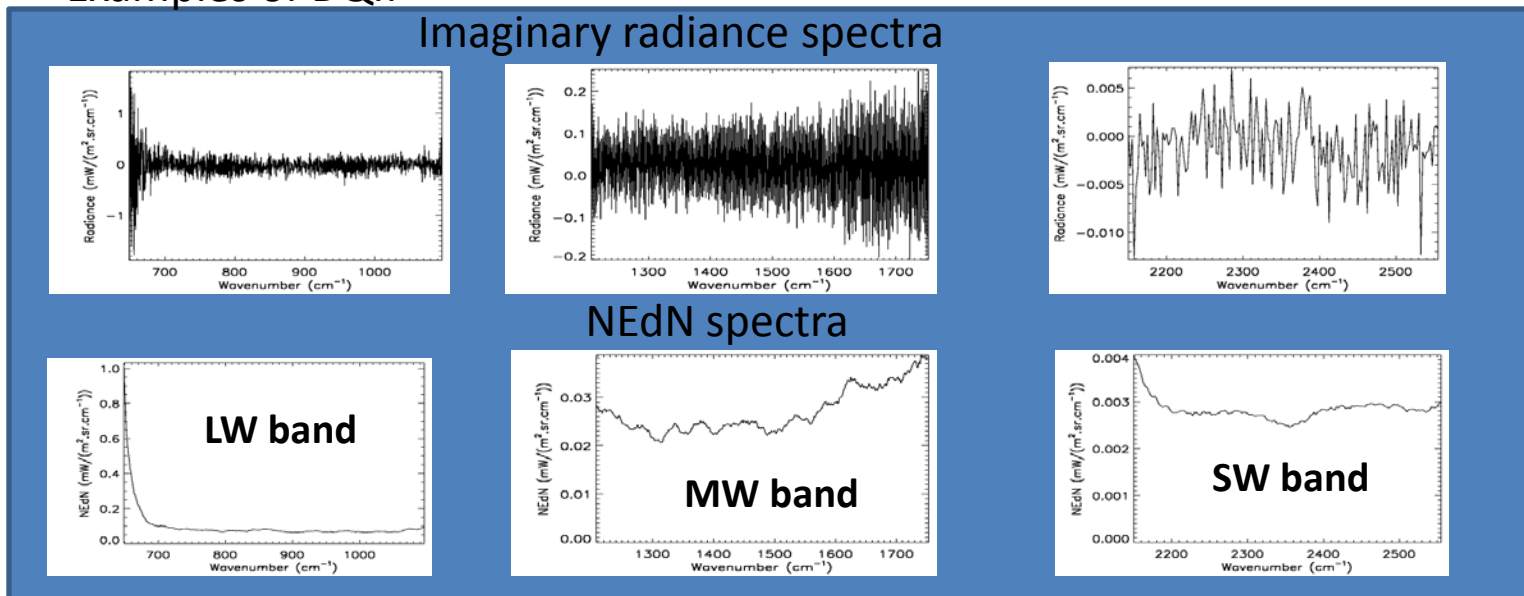 Imaginary radiance spectra
Radiance (mW/(m².sr.cm⁻¹))
1
0
−1
700 800 900 1000
Wavenumber (cm⁻¹)
Radiance (mW/(m².sr.cm⁻¹))
0.2
0.1
0.0
−0.1
−0.2
1300 1400 1500 1600 1700
Wavenumber (cm⁻¹)
Radiance (mW/(m².sr.cm⁻¹))
0.005
0.000
−0.005
−0.010
2200 2300 2400 2500
Wavenumber (cm⁻¹)
NEdN spectra
NEdN (mW/(m².sr.cm⁻¹))
1.0
0.8
0.6
0.4
0.2
0.0
LW band
700 800 900 1000
Wavenumber (cm⁻¹)
NEdN (mW/(m².sr.cm⁻¹))
0.03
0.02
0.01
0.00
MW band
1300 1400 1500 1600 1700
Wavenumber (cm⁻¹)
NEdN (mW/(m².sr.cm⁻¹))
0.004
0.003
0.002
0.001
0.000
SW band
2200 2300 2400 2500
Wavenumber (cm⁻¹)